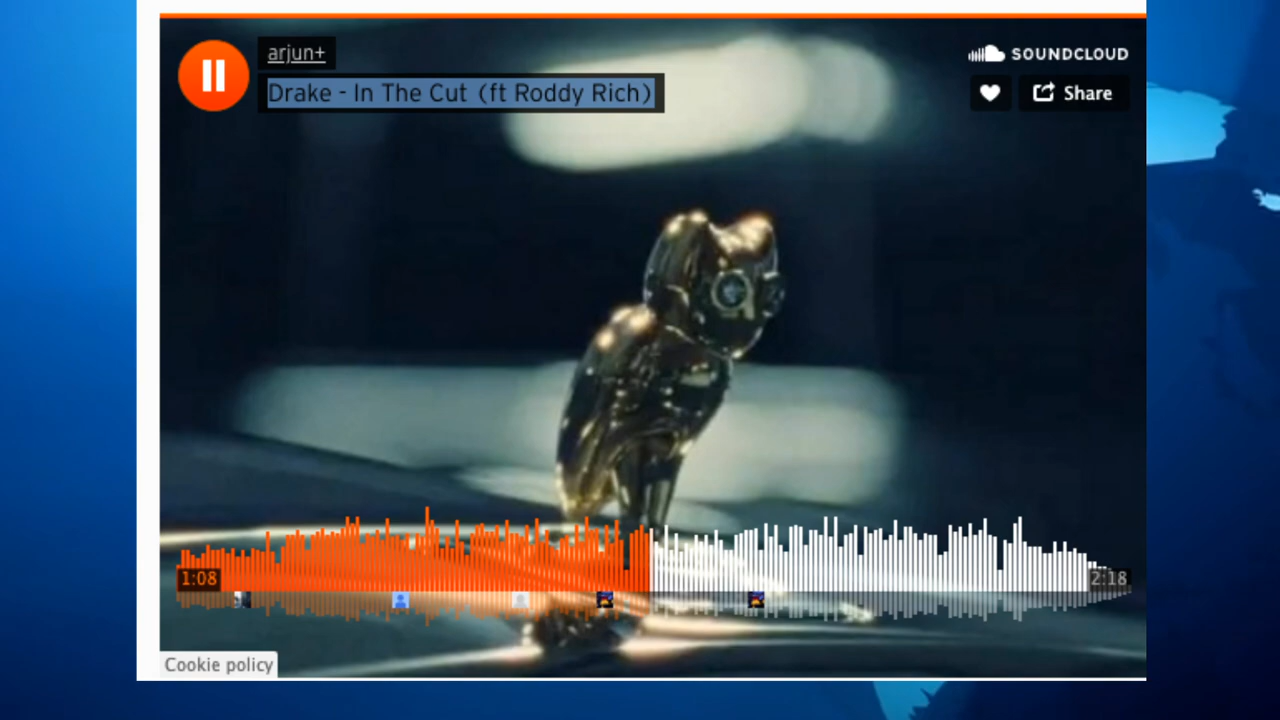 arjun+
SOUNDCLOUD
Drake - In The Cut (ft Roddy Rich)
Share
1:08
2:18
Cookie policy